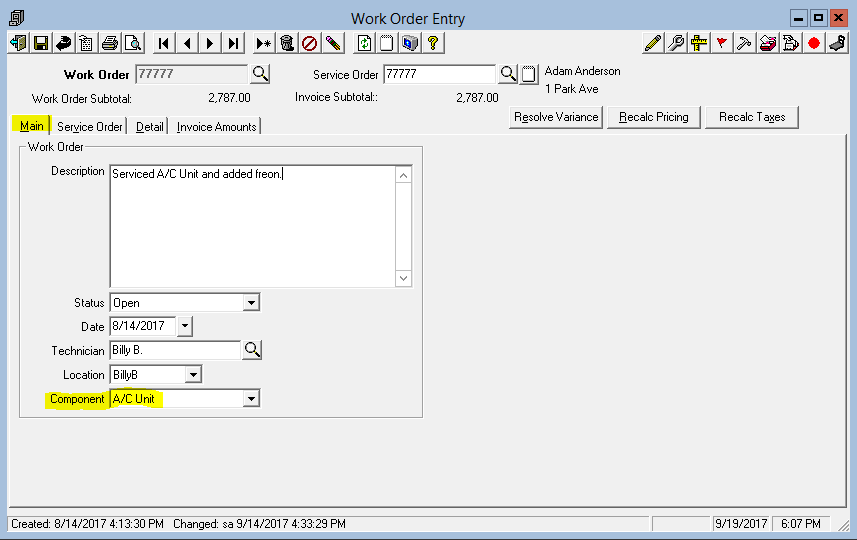 Work Order Entry
Work Order 77777 Service Order 77777 Adam Anderson
1 Park Ave
Work Order Subtotal: 2,787.00 Invoice Subtotal:: 2,787.00
Resolve Variance Recalc Pricing Recalc Taxes
Main Service Order Detail Invoice Amounts
Work Order
Description Serviced A/C Unit and added freon.
Status Open
Date 8/14/2017
Technician Billy B.
Location BillyB
Component A/C Unit
Created: 8/14/2017 4:13:30 PM Changed: sa 9/14/2017 4:33:29 PM 9/19/2017 6:07 PM